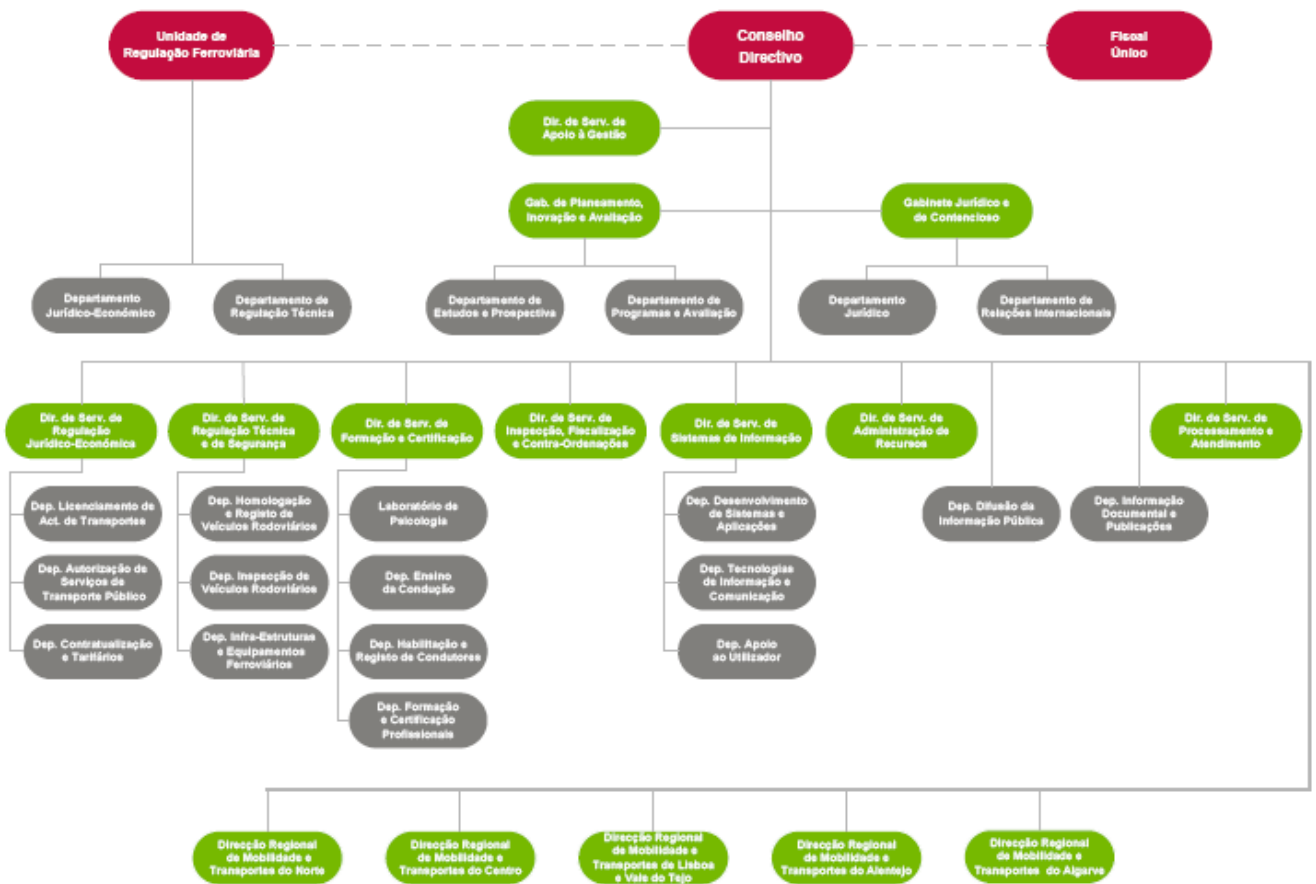 Unidade de
Regulação Ferroviária
Conselho
Directivo
Fiscal
Único
Dir. de Serv. de
Apoio à Gestão
Gab. de Planeamento,
Inovação e Avaliação
Gabinete Jurídico e
de Contencioso
Departamento
Jurídico-Económico
Departamento de
Regulação Técnica
Departamento de
Estudos e Prospectiva
Departamento de
Programas e Avaliação
Departamento
Jurídico
Departamento de
Relações Internacionais
Dir. de Serv. de
Regulação
Jurídico-Económica
Dir. de Serv. de
Regulação Técnica
e de Segurança
Dir. de Serv. de
Formação e Certificação
Dir. de Serv. de
Inspecção, Fiscalização
e Contra-Ordenações
Dir. de Serv. de
Sistemas de Informação
Dir. de Serv. de
Administração de
Recursos
Dir. de Serv. de
Processamento e
Atendimento
Dep. Licenciamento de
Act. de Transportes
Dep. Homologação
e Registo de
Veículos Rodoviários
Laboratório de
Psicologia
Dep. Desenvolvimento
de Sistemas e
Aplicações
Dep. Difusão da
Informação Pública
Dep. Informação
Documental e
Publicações
Dep. Autorização de
Serviços de
Transporte Público
Dep. Inspecção de
Veículos Rodoviários
Dep. Ensino
da Condução
Dep. Tecnologias
de Informação e
Comunicação
Dep. Contratualização
e Tarifários
Dep. Infra-Estruturas
e Equipamentos
Ferroviários
Dep. Habilitação e
Registo de Condutores
Dep. Apoio
ao Utilizador
Dep. Formação
e Certificação
Profissionais
Direcção Regional
de Mobilidade e
Transportes do Norte
Direcção Regional
de Mobilidade e
Transportes do Centro
Direcção Regional
de Mobilidade e
Transportes de Lisboa
e Vale do Tejo
Direcção Regional
de Mobilidade e
Transportes do Alentejo
Direcção Regional
de Mobilidade e
Transportes do Algarve